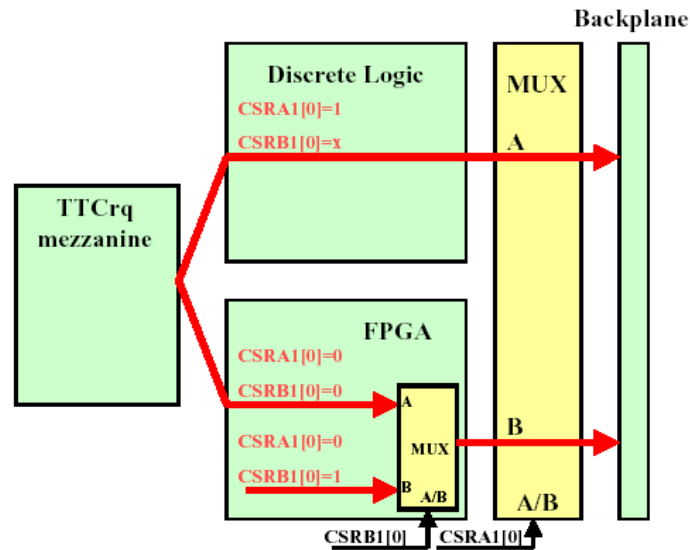 Backplane
Discrete Logic
MUX
CSRA1[0]=1
CSRB1[0]=x
A
TTCrq
mezzanine
FPGA
CSRA1[0]=0
CSRB1[0]=0
A
CSRA1[0]=0
B
MUX
CSRB1[0]=1
B
A/B
A/B
CSRB1[0]
CSRA1[0]